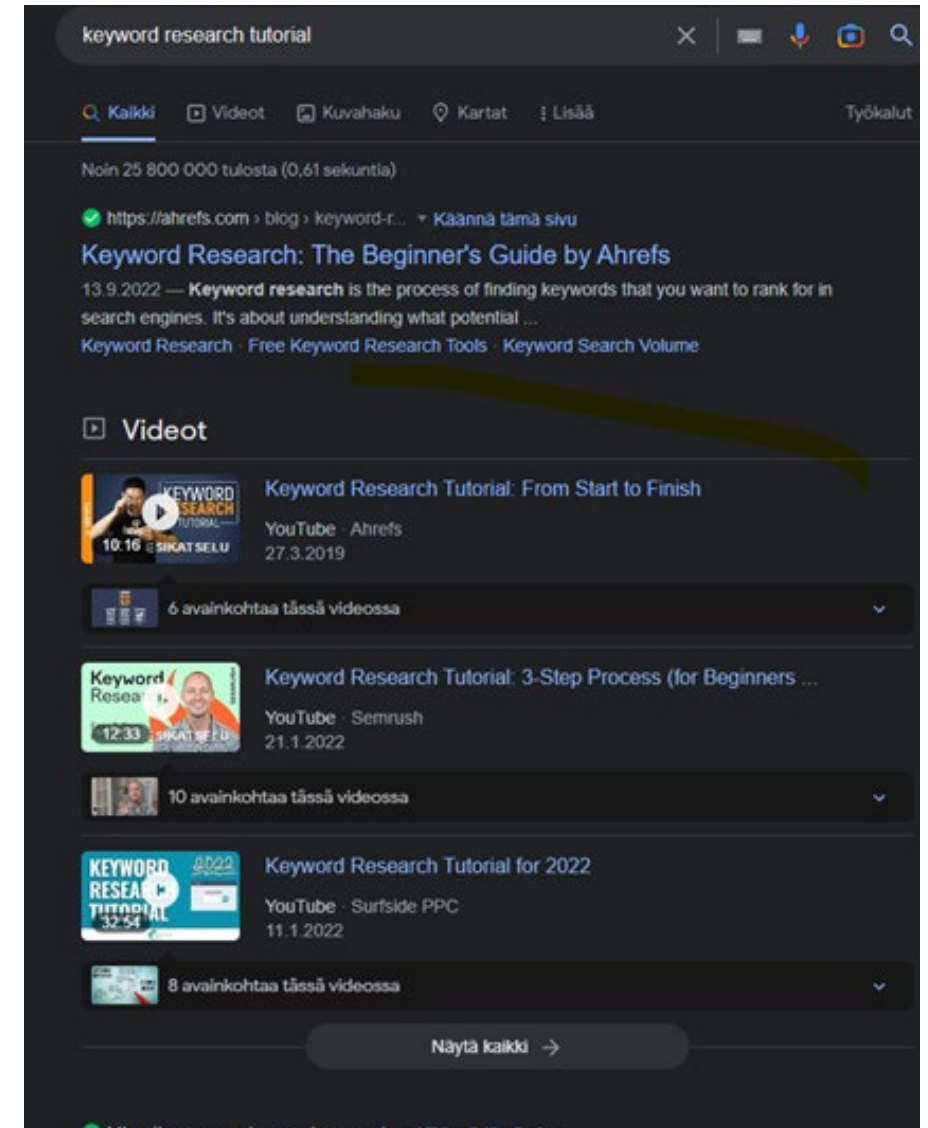 keyword research tutorial
Kaikki Videot Kuvahaku Kartat Lisää Työkalut
Noin 25 800 000 tulosta (0,61 sekuntia)
https://ahrefs.com › blog › keyword-r... Käännä tämä sivu
Keyword Research: The Beginner's Guide by Ahrefs
13.9.2022 — Keyword research is the process of finding keywords that you want to rank for in
search engines. It's about understanding what potential ...
Keyword Research · Free Keyword Research Tools · Keyword Search Volume
Videot
KEYWORD
RESEARCH
TUTORIAL
10:16 ESIKATSELU
Keyword Research Tutorial: From Start to Finish
YouTube · Ahrefs
27.3.2019
6 avainkohtaa tässä videossa
Keyword
Research
12:33 ESIKATSELU
Keyword Research Tutorial: 3-Step Process (for Beginners ...
YouTube · Semrush
21.1.2022
10 avainkohtaa tässä videossa
KEYWORD 2022
RESEARCH
TUTORIAL
32:54
Keyword Research Tutorial for 2022
YouTube · Surfside PPC
11.1.2022
8 avainkohtaa tässä videossa
Näytä kaikki